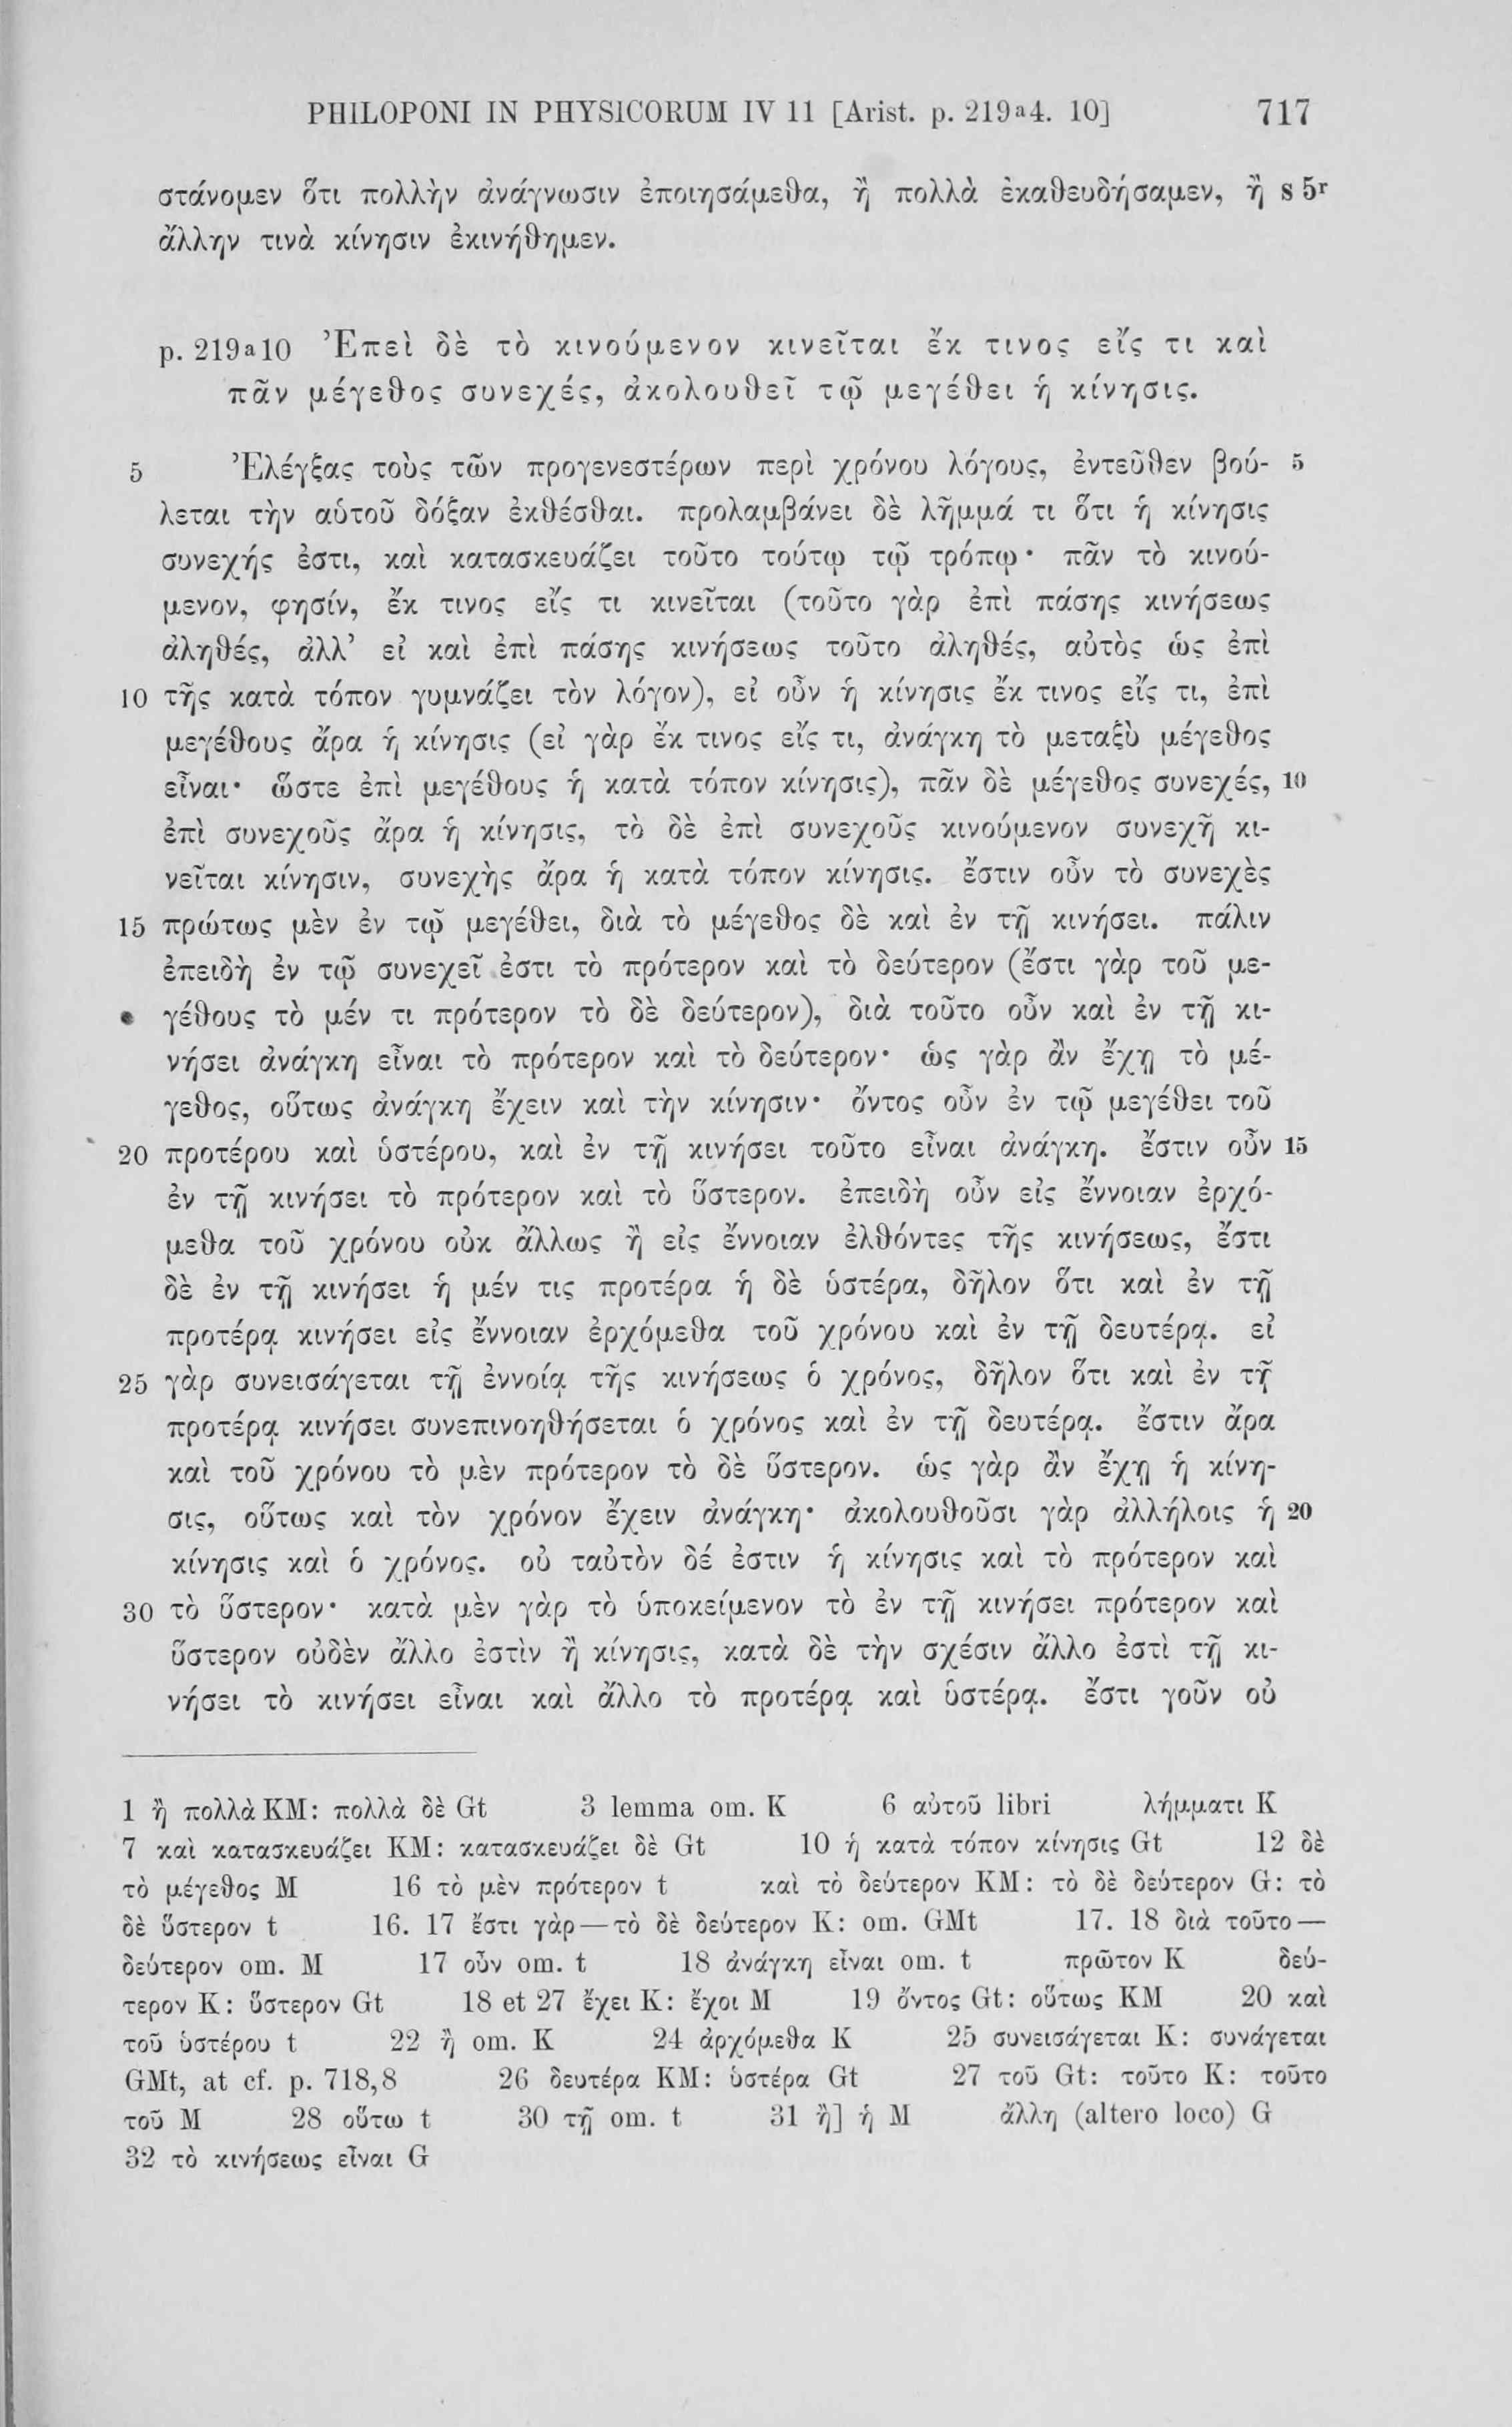 PHILOPONI IN PHYSICORUM IV 11 [Arist. p. 219a4. 10] 717
στάνομεν ὅτι πολλὴν ἀνάγνωσιν ἐποιησάμεθα, ἢ πολλὰ ἐκαθευδήσαμεν, ἢ s 5r
ἄλλην τινὰ κίνησιν ἐκινήθημεν.
p. 219a10 Ἐπεὶ δὲ τὸ κινούμενον κινεῖται ἔκ τινος εἴς τι καὶ
πᾶν μέγεθος συνεχές, ἀκολουθεῖ τῷ μεγέθει ἡ κίνησις.
5 Ἐλέγξας τοὺς τῶν προγενεστέρων περὶ χρόνου λόγους, ἐντεῦθεν βού- 5
λεται τὴν αὑτοῦ δόξαν ἐκθέσθαι. προλαμβάνει δὲ λῆμμά τι ὅτι ἡ κίνησις
συνεχής ἐστι, καὶ κατασκευάζει τοῦτο τούτῳ τῷ τρόπῳ· πᾶν τὸ κινού-
μενον, φησίν, ἔκ τινος εἴς τι κινεῖται (τοῦτο γὰρ ἐπὶ πάσης κινήσεως
ἀληθές, ἀλλ’ εἰ καὶ ἐπὶ πάσης κινήσεως τοῦτο ἀληθές, αὐτὸς ὡς ἐπὶ
10 τῆς κατὰ τόπον γυμνάζει τὸν λόγον), εἰ οὖν ἡ κίνησις ἔκ τινος εἴς τι, ἐπὶ
μεγέθους ἄρα ἡ κίνησις (εἰ γὰρ ἔκ τινος εἴς τι, ἀνάγκη τὸ μεταξὺ μέγεθος
εἶναι· ὥστε ἐπὶ μεγέθους ἡ κατὰ τόπον κίνησις), πᾶν δὲ μέγεθος συνεχές, 10
ἐπὶ συνεχοῦς ἄρα ἡ κίνησις, τὸ δὲ ἐπὶ συνεχοῦς κινούμενον συνεχῆ κι-
νεῖται κίνησιν, συνεχὴς ἄρα ἡ κατὰ τόπον κίνησις. ἔστιν οὖν τὸ συνεχὲς
15 πρώτως μὲν ἐν τῷ μεγέθει, διὰ τὸ μέγεθος δὲ καὶ ἐν τῇ κινήσει. πάλιν
ἐπειδὴ ἐν τῷ συνεχεῖ ἐστι τὸ πρότερον καὶ τὸ δεύτερον (ἔστι γὰρ τοῦ με-
γέθους τὸ μέν τι πρότερον τὸ δὲ δεύτερον), διὰ τοῦτο οὖν καὶ ἐν τῇ κι-
νήσει ἀνάγκη εἶναι τὸ πρότερον καὶ τὸ δεύτερον· ὡς γὰρ ἂν ἔχῃ τὸ μέ-
γεθος, οὕτως ἀνάγκη ἔχειν καὶ τὴν κίνησιν· ὄντος οὖν ἐν τῷ μεγέθει τοῦ
20 προτέρου καὶ ὑστέρου, καὶ ἐν τῇ κινήσει τοῦτο εἶναι ἀνάγκη. ἔστιν οὖν 15
ἐν τῇ κινήσει τὸ πρότερον καὶ τὸ ὕστερον. ἐπειδὴ οὖν εἰς ἔννοιαν ἐρχό-
μεθα τοῦ χρόνου οὐκ ἄλλως ἢ εἰς ἔννοιαν ἐλθόντες τῆς κινήσεως, ἔστι
δὲ ἐν τῇ κινήσει ἡ μέν τις προτέρα ἡ δὲ ὑστέρα, δῆλον ὅτι καὶ ἐν τῇ
προτέρᾳ κινήσει εἰς ἔννοιαν ἐρχόμεθα τοῦ χρόνου καὶ ἐν τῇ δευτέρᾳ. εἰ
25 γὰρ συνεισάγεται τῇ ἐννοίᾳ τῆς κινήσεως ὁ χρόνος, δῆλον ὅτι καὶ ἐν τῇ
προτέρᾳ κινήσει συνεπινοηθήσεται ὁ χρόνος καὶ ἐν τῇ δευτέρᾳ. ἔστιν ἄρα
καὶ τοῦ χρόνου τὸ μὲν πρότερον τὸ δὲ ὕστερον. ὡς γὰρ ἂν ἔχῃ ἡ κίνη-
σις, οὕτως καὶ τὸν χρόνον ἔχειν ἀνάγκη· ἀκολουθοῦσι γὰρ ἀλλήλοις ἡ 20
κίνησις καὶ ὁ χρόνος. οὐ ταὐτὸν δέ ἐστιν ἡ κίνησις καὶ τὸ πρότερον καὶ
30 τὸ ὕστερον· κατὰ μὲν γὰρ τὸ ὑποκείμενον τὸ ἐν τῇ κινήσει πρότερον καὶ
ὕστερον οὐδὲν ἄλλο ἐστὶν ἢ κίνησις, κατὰ δὲ τὴν σχέσιν ἄλλο ἐστὶ τῇ κι-
νήσει τὸ κινήσει εἶναι καὶ ἄλλο τὸ προτέρᾳ καὶ ὑστέρᾳ. ἔστι γοῦν οὐ
1 ἢ πολλὰ KM: πολλὰ δὲ Gt 3 lemma om. K 6 αὐτοῦ libri λήμματι K
7 καὶ κατασκευάζει KM: κατασκευάζει δὲ Gt 10 ἡ κατὰ τόπον κίνησις Gt 12 δὲ
τὸ μέγεθος M 16 τὸ μὲν πρότερον t καὶ τὸ δεύτερον KM: τὸ δὲ δεύτερον G: τὸ
δὲ ὕστερον t 16. 17 ἔστι γὰρ—τὸ δὲ δεύτερον K: om. GMt 17. 18 διὰ τοῦτο—
δεύτερον om. M 17 οὖν om. t 18 ἀνάγκη εἶναι om. t πρῶτον K δεύ-
τερον K: ὕστερον Gt 18 et 27 ἔχει K: ἔχοι M 19 ὄντος Gt: οὕτως KM 20 καὶ
τοῦ ὑστέρου t 22 ἢ om. K 24 ἀρχόμεθα K 25 συνεισάγεται K: συνάγεται
GMt, at cf. p. 718,8 26 δευτέρα KM: ὑστέρα Gt 27 τοῦ Gt: τοῦτο K: τοῦτο
τοῦ M 28 οὕτω t 30 τῇ om. t 31 ἢ] ἡ M ἄλλη (altero loco) G
32 τὸ κινήσεως εἶναι G